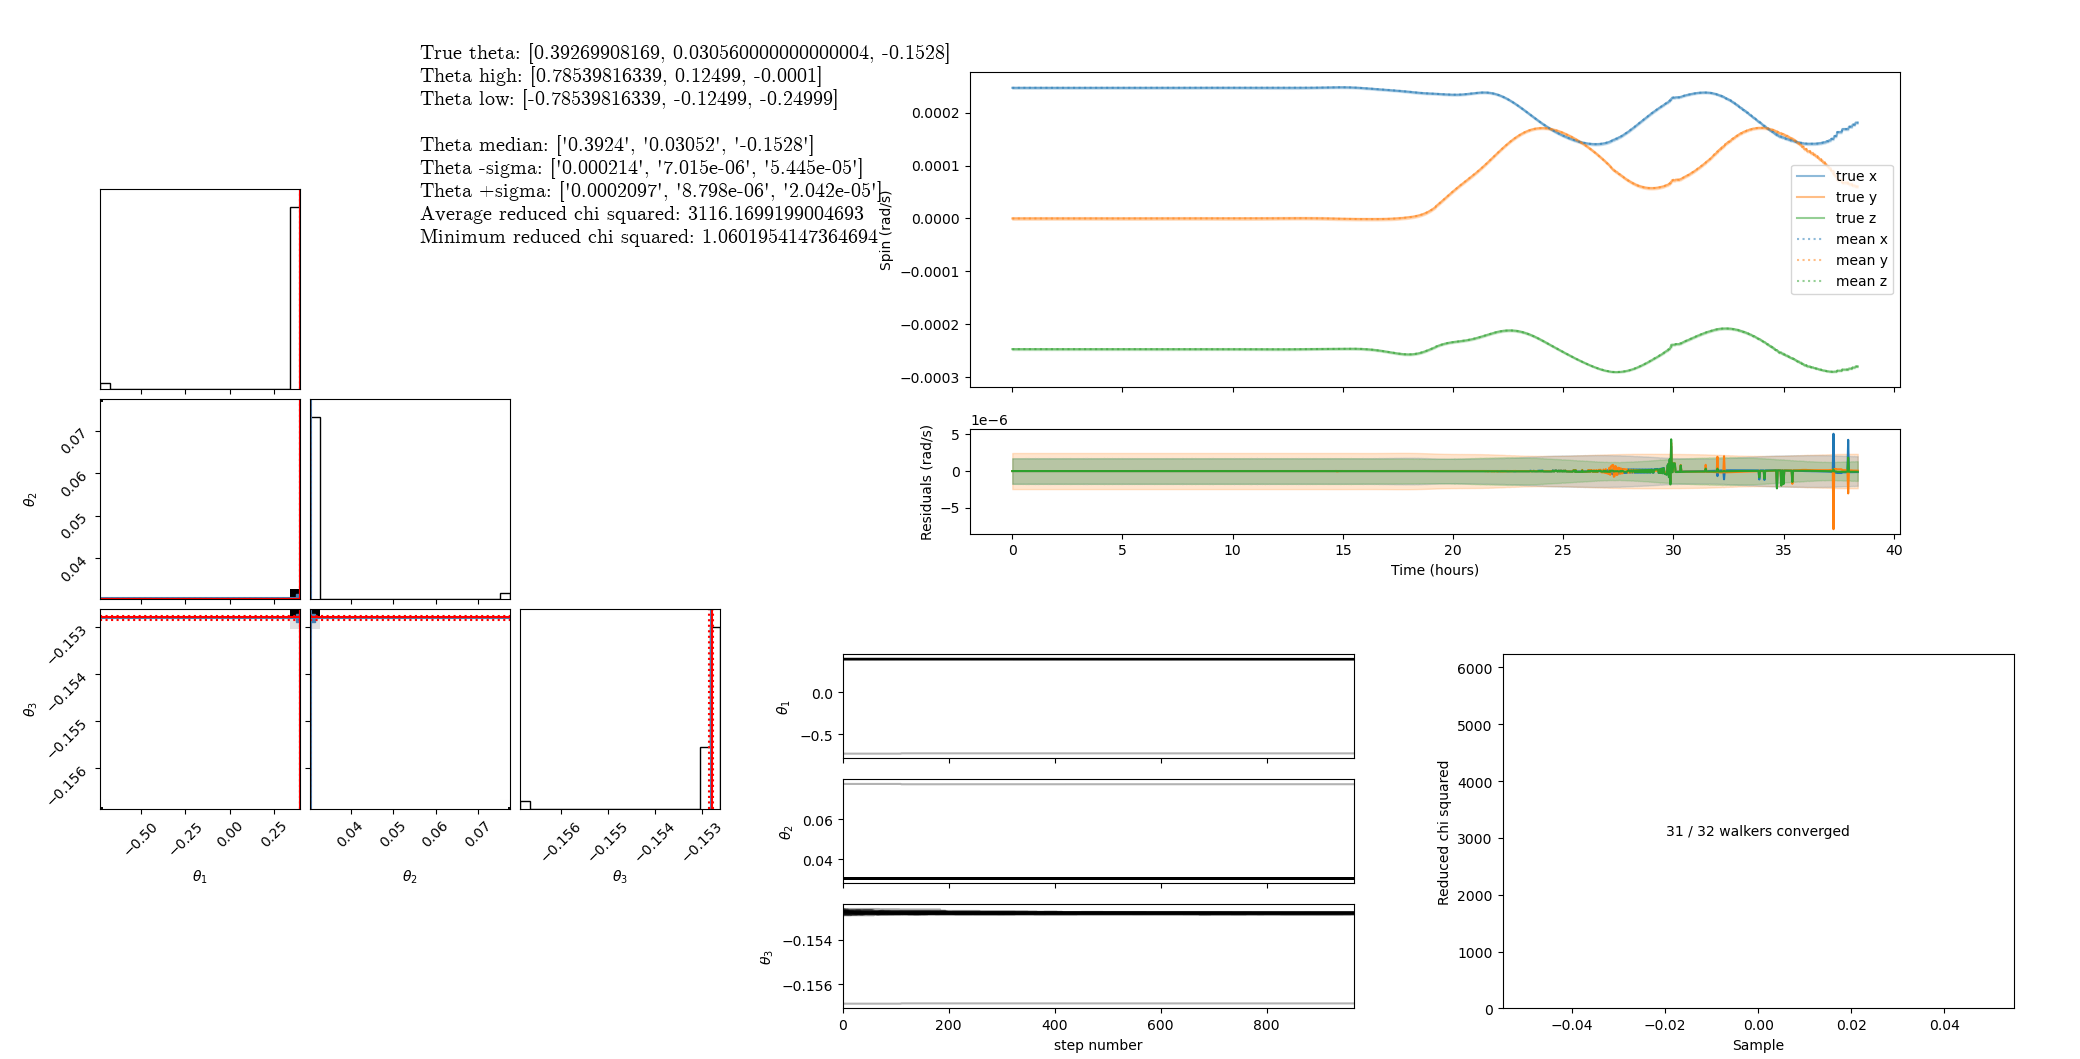 True theta: [0.39269908169, 0.030560000000000004, -0.1528]
Theta high: [0.78539816339, 0.12499, -0.0001]
Theta low: [-0.78539816339, -0.12499, -0.24999]
Theta median: ['0.3924', '0.03052', '-0.1528']
Theta -sigma: ['0.000214', '7.015e-06', '5.445e-05']
Theta +sigma: ['0.0002097', '8.798e-06', '2.042e-05']
Average reduced chi squared: 3116.1699199004693
Minimum reduced chi squared: 1.0601954147364694
Spin (rad/s)
0.0002
0.0001
0.0000
−0.0001
−0.0002
−0.0003
true x
true y
true z
mean x
mean y
mean z
1e−6
Residuals (rad/s)
5
0
−5
0 5 10 15 20 25 30 35 40
Time (hours)
θ2
0.07
0.06
0.05
0.04
θ3
−0.153
−0.154
−0.155
−0.156
−0.50 −0.25 0.00 0.25
θ1
0.04 0.05 0.06 0.07
θ2
−0.156 −0.155 −0.154 −0.153
θ3
θ1
0.0
−0.5
θ2
0.06
0.04
θ3
−0.154
−0.156
0 200 400 600 800
step number
Reduced chi squared
6000
5000
4000
3000
2000
1000
0
31 / 32 walkers converged
−0.04 −0.02 0.00 0.02 0.04
Sample